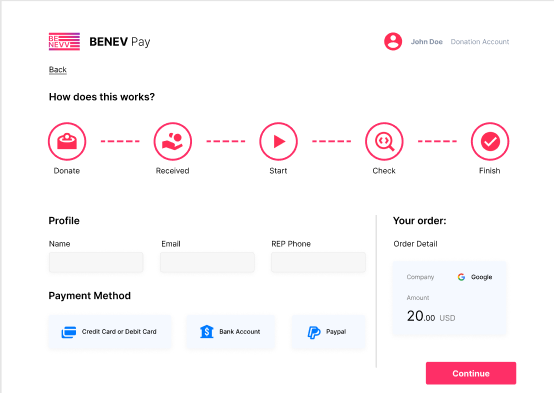 BE
NEVV
BENEV Pay
John Doe Donation Account
Back
How does this works?
Donate Received Start Check Finish
Profile
Name Email REP Phone
Payment Method
Credit Card or Debit Card Bank Account Paypal
Your order:
Order Detail
Company Google
Amount
20.00 USD
Continue